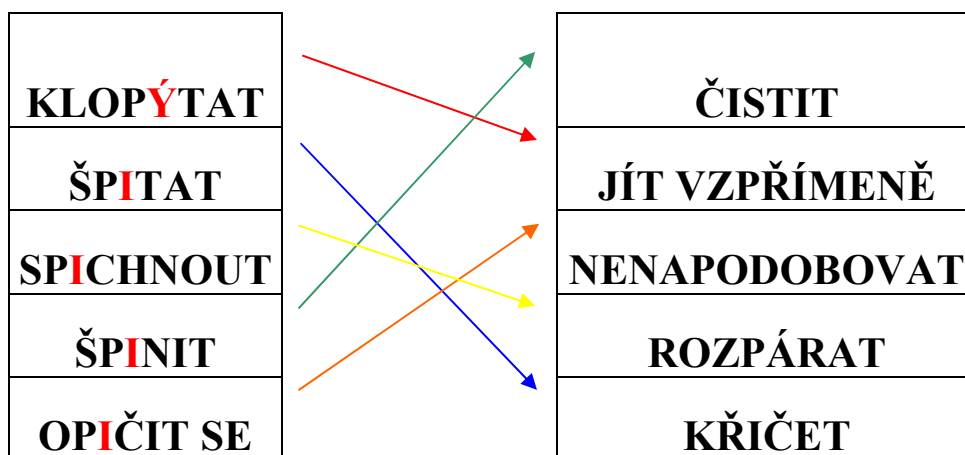 KLOPÝTAT
ČISTIT
ŠPITAT
JÍT VZPŘÍMENĚ
SPICHNOUT
NENAPODOBOVAT
ŠPINIT
ROZPÁRAT
OPIČIT SE
KŘIČET